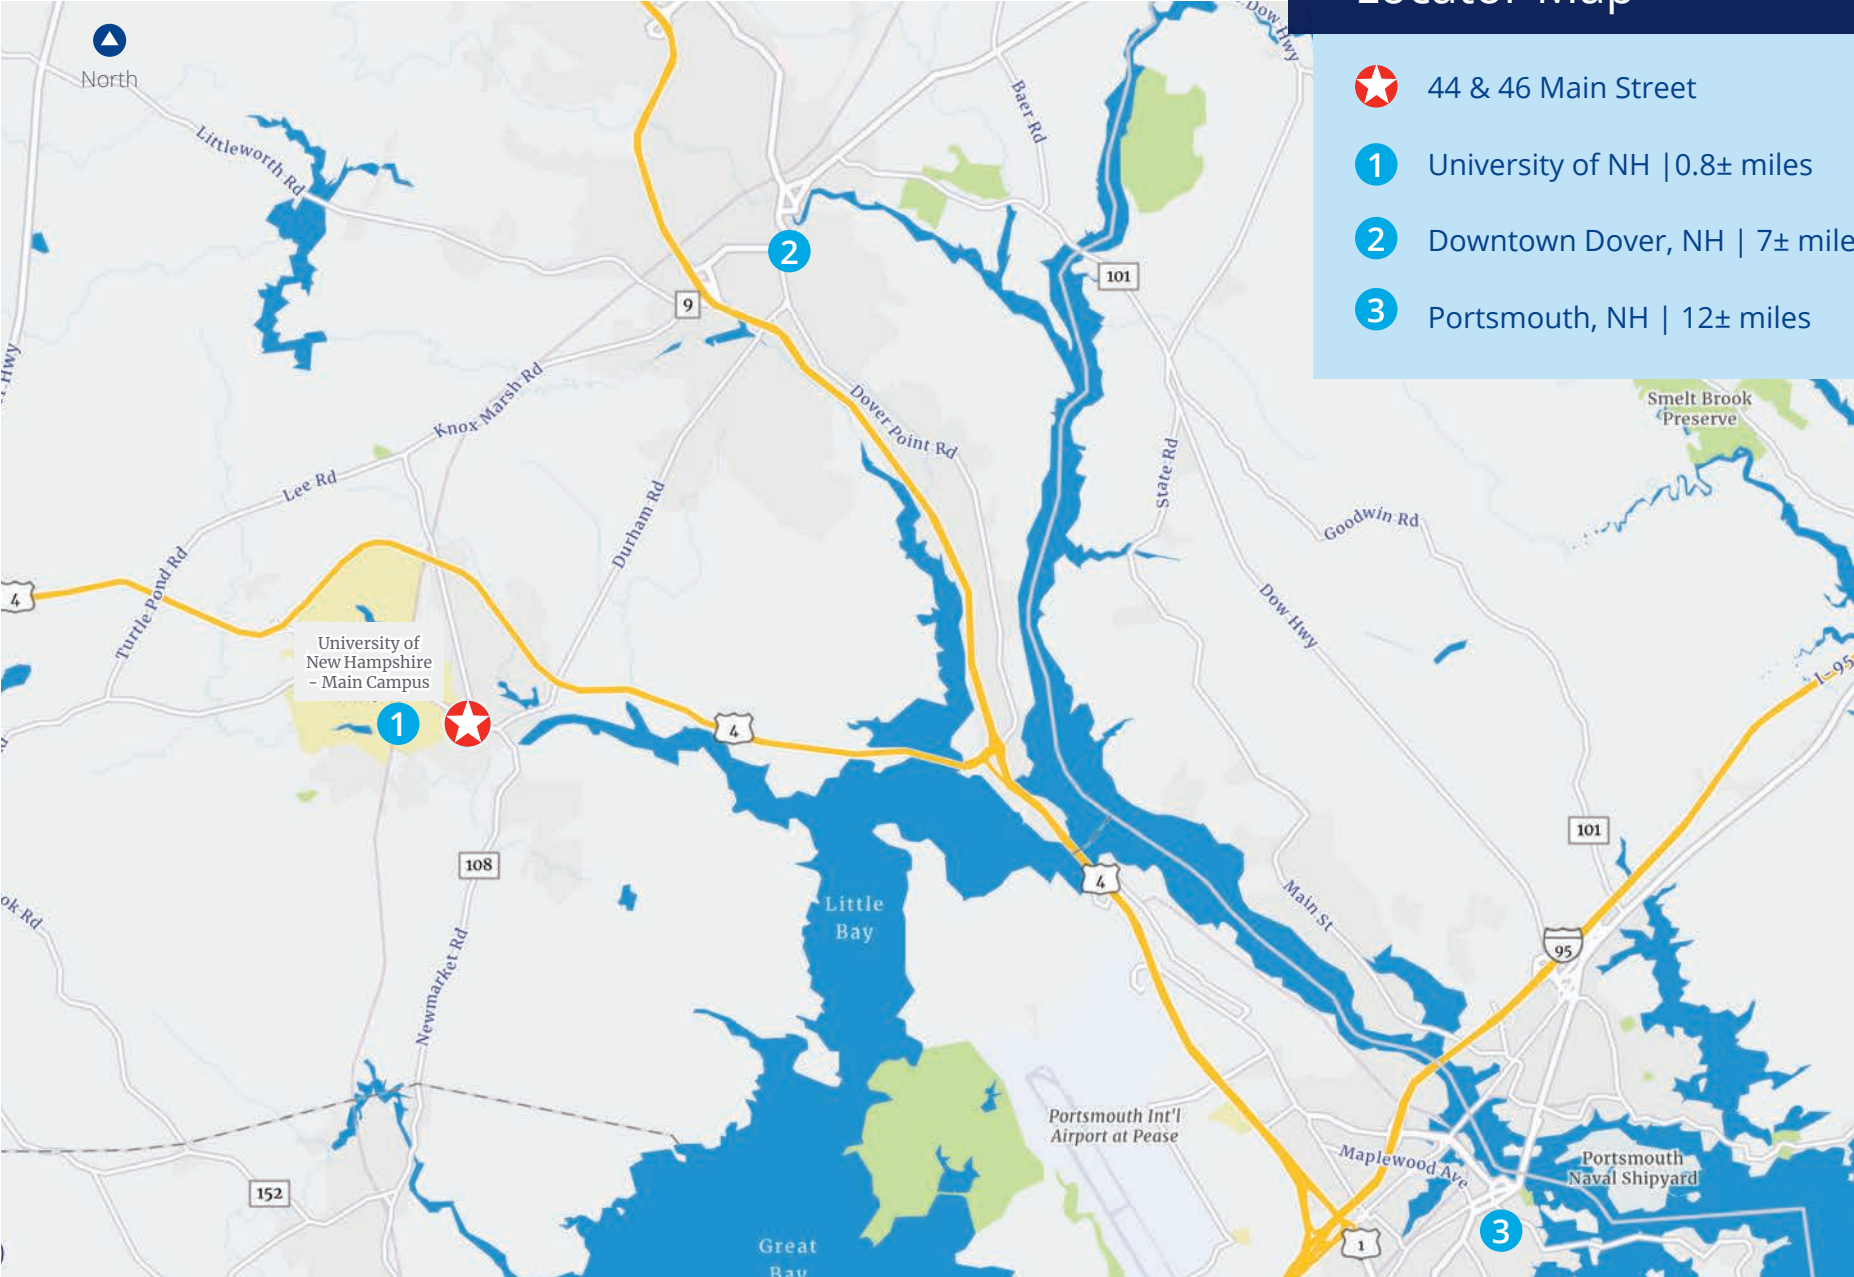 Locator Map
North
44 & 46 Main Street
1 University of NH |0.8± miles
2 Downtown Dover, NH | 7± mile
3 Portsmouth, NH | 12± miles
Dow Hwy
Baer Rd
Littleworth Rd
2
101
9
Hwy
Knox Marsh Rd
Dover Point Rd
Smelt Brook
Preserve
State Rd
Lee Rd
Durham Rd
Goodwin Rd
Turtle Pond Rd
4
Dow Hwy
University of
New Hampshire
- Main Campus
I-95
1
4
101
108
4
Little
Bay
Main St
ok Rd
95
Newmarket Rd
Portsmouth Int'l
Airport at Pease
Maplewood Ave
Portsmouth
Naval Shipyard
152
3
1
Great
Bay